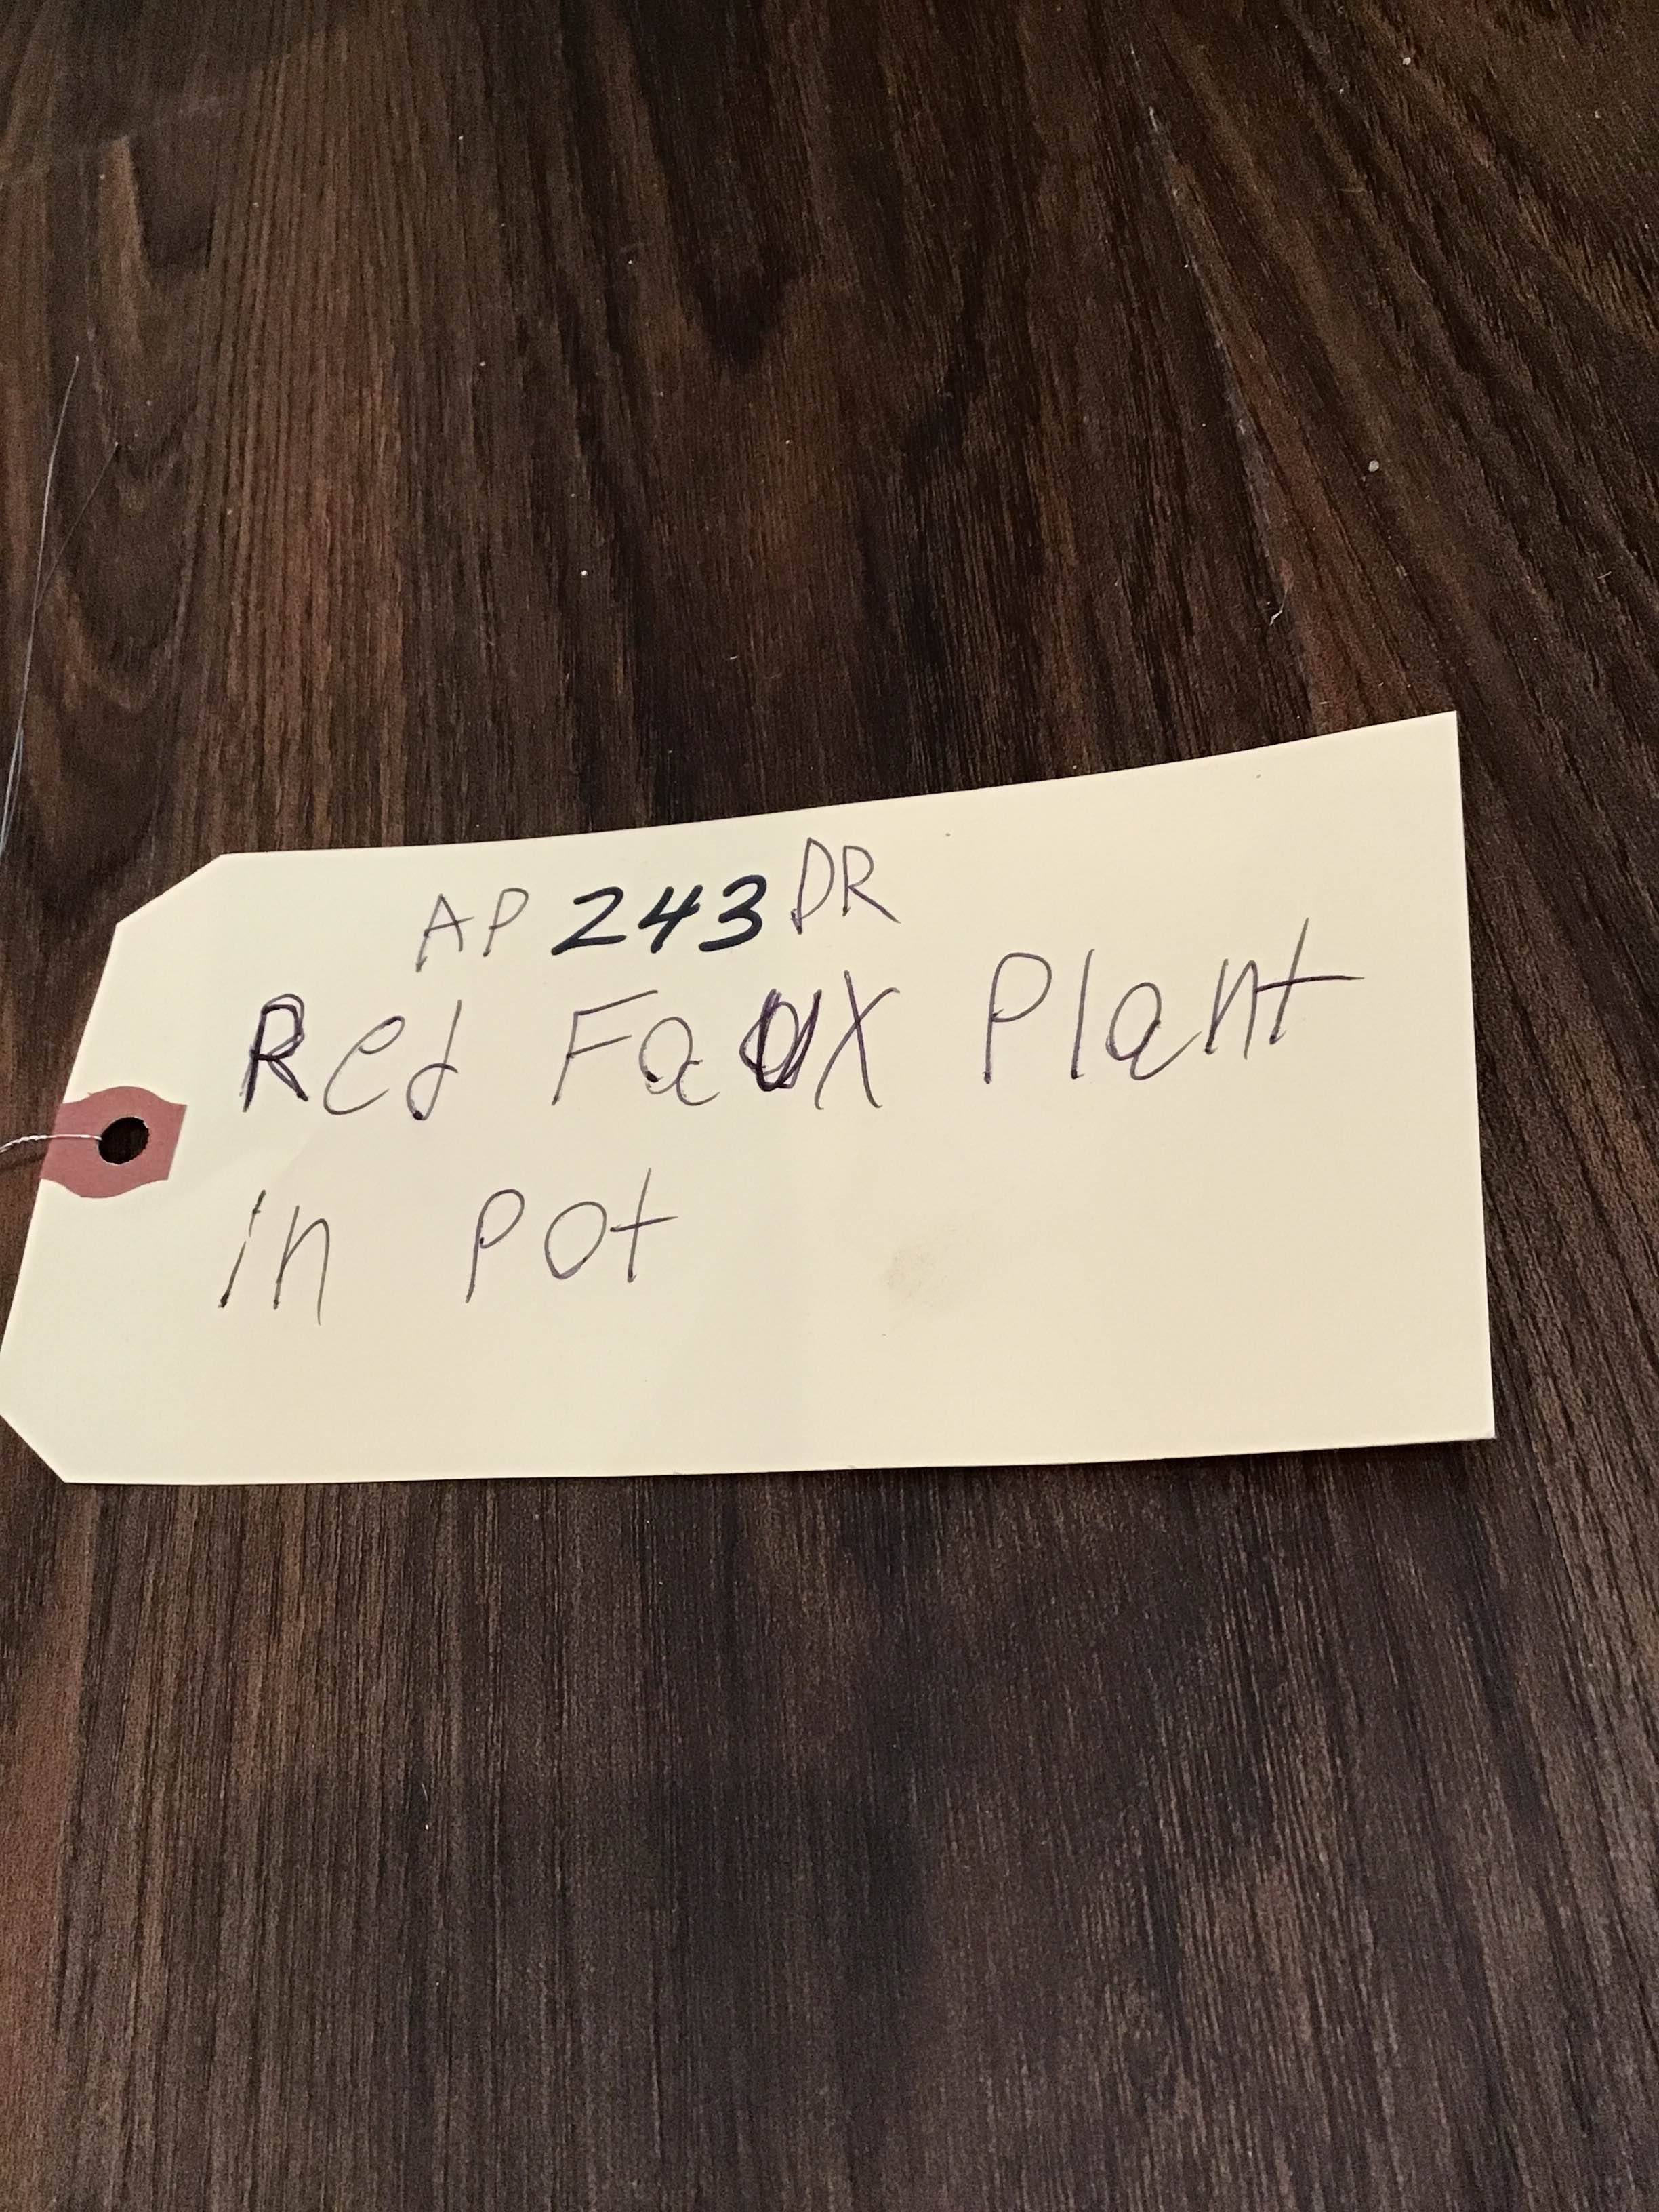 AP 243 DR
Red Faux Plant
in pot